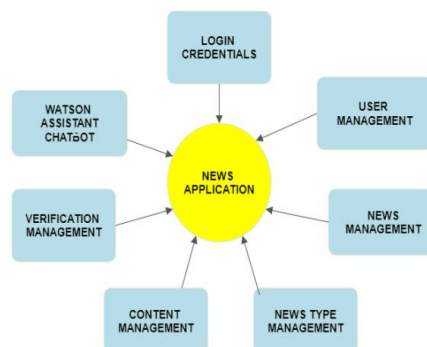 LOGIN
CREDENTIALS
WATSON
ASSISTANT
CHATBOT
USER
MANAGEMENT
NEWS
APPLICATION
VERIFICATION
MANAGEMENT
NEWS
MANAGEMENT
CONTENT
MANAGEMENT
NEWS TYPE
MANAGEMENT